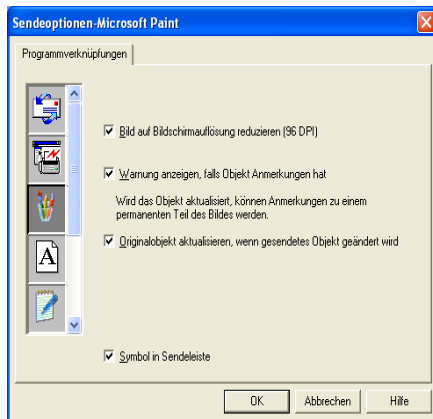 Sendeoptionen-Microsoft Paint
Programmverknüpfungen
Bild auf Bildschirmauflösung reduzieren (96 DPI)
Warnung anzeigen, falls Objekt Anmerkungen hat
Wird das Objekt aktualisiert, können Anmerkungen zu einem
permanenten Teil des Bildes werden.
Originalobjekt aktualisieren, wenn gesendetes Objekt geändert wird
A
Symbol in Sendeleiste
OK
Abbrechen
Hilfe